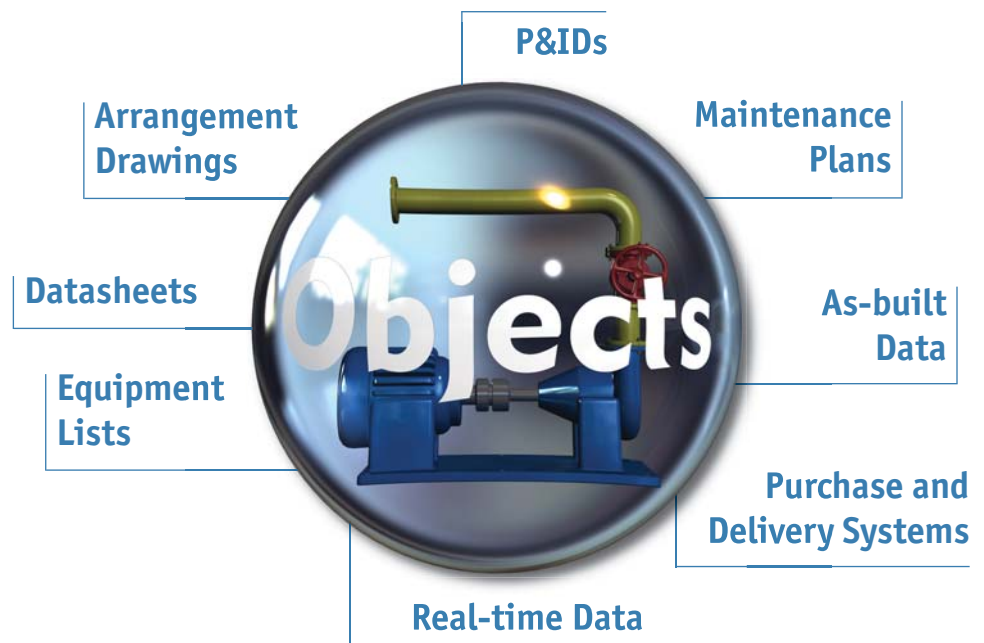 P&IDs
Arrangement
Drawings
Maintenance
Plans
Datasheets
Objects
As-built
Data
Equipment
Lists
Purchase and
Delivery Systems
Real-time Data